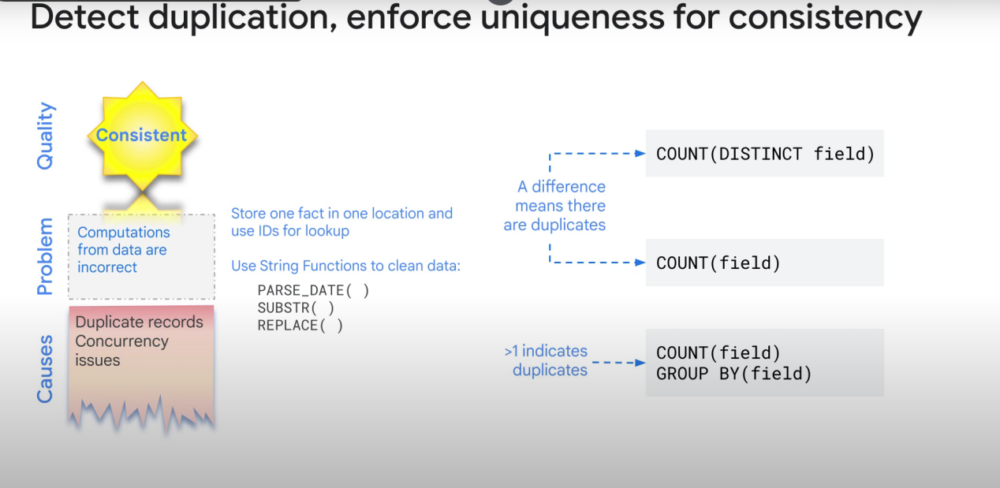 Detect duplication, enforce uniqueness for consistency
Quality
Consistent
Problem
Computations
from data are
incorrect
Causes
Duplicate records
Concurrency
issues
Store one fact in one location and
use IDs for lookup
Use String Functions to clean data:
PARSE_DATE( )
SUBSTR( )
REPLACE( )
A difference
means there
are duplicates
COUNT(DISTINCT field)
COUNT(field)
>1 indicates
duplicates
COUNT(field)
GROUP BY(field)